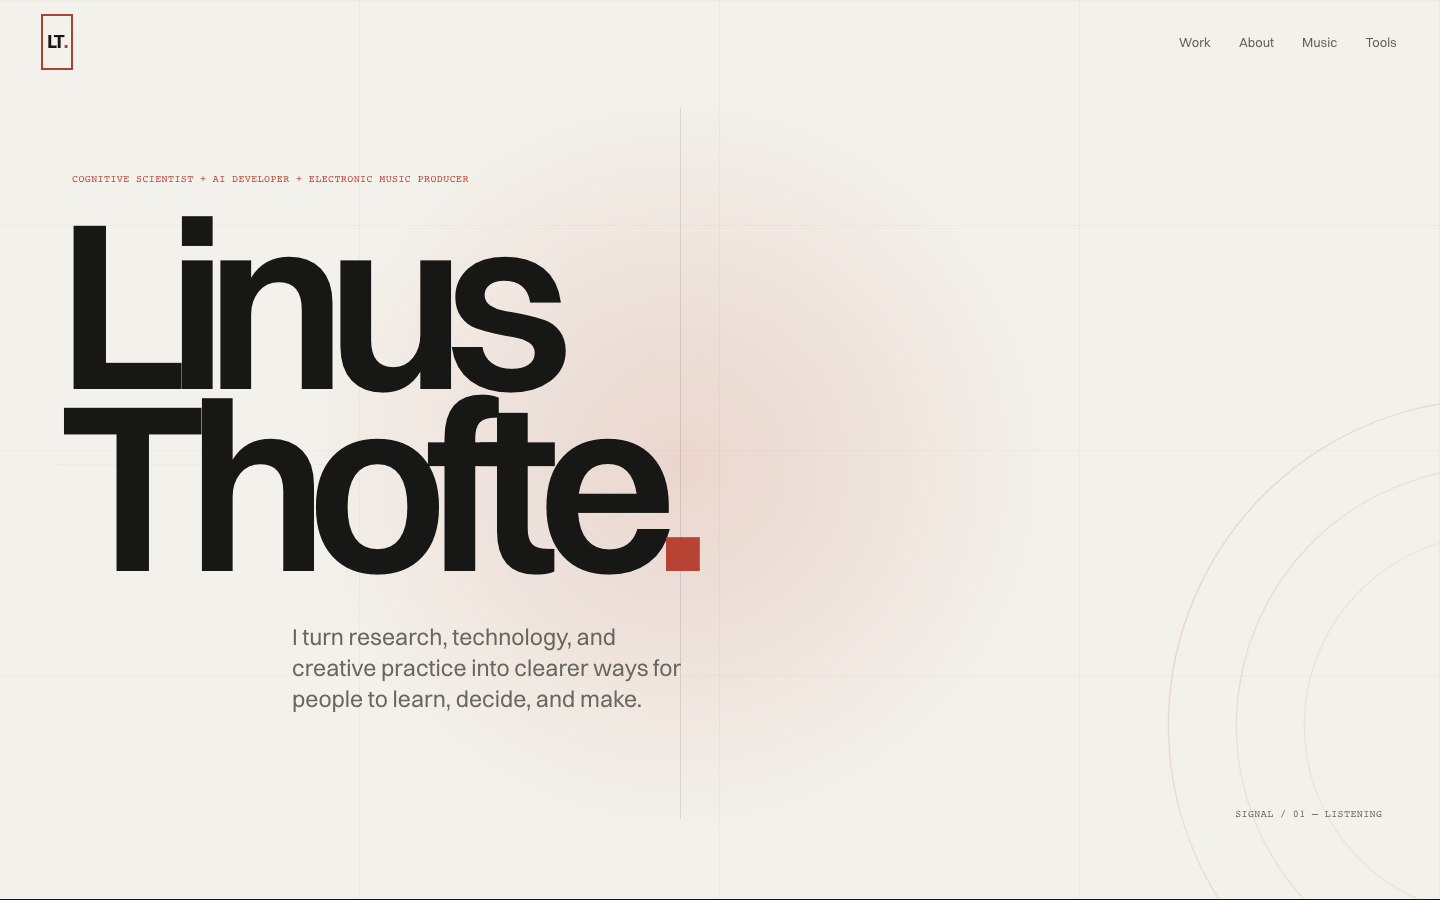 LT.
Work About Music Tools
COGNITIVE SCIENTIST + AI DEVELOPER + ELECTRONIC MUSIC PRODUCER
Linus
Thofte.
I turn research, technology, and
creative practice into clearer ways for
people to learn, decide, and make.
SIGNAL / 01 — LISTENING